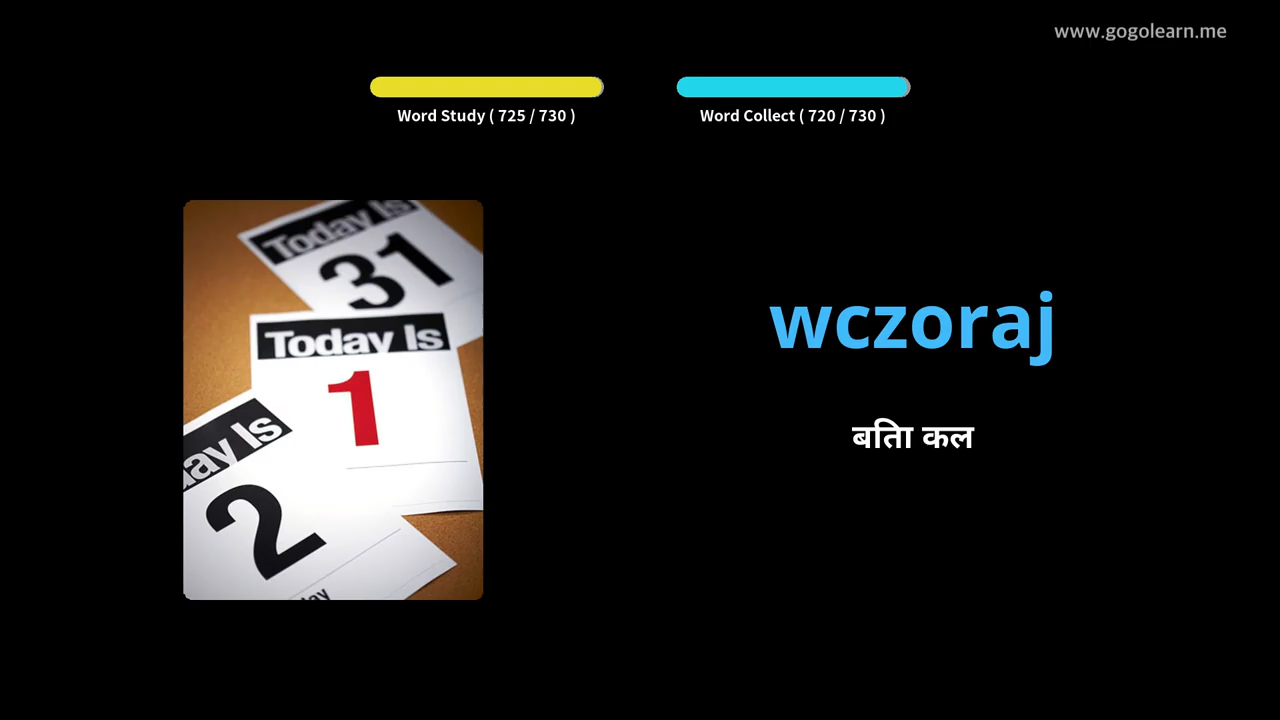 www.gogolearn.me
Word Study ( 725 / 730 )
Word Collect ( 720 / 730 )
Today Is
31
Today Is
1
ay Is
2
ay
wczoraj
बिता कल